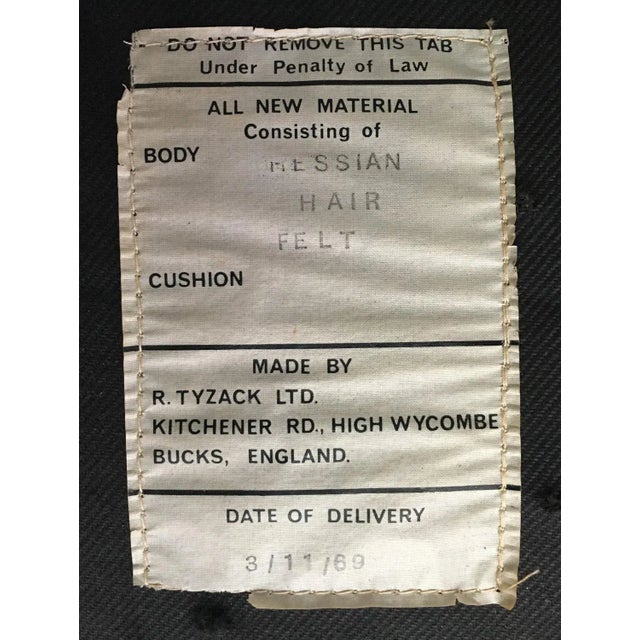 DO NOT REMOVE THIS TAB
Under Penalty of Law
ALL NEW MATERIAL
Consisting of
BODY HESSIAN
HAIR
FELT
CUSHION
MADE BY
R. TYZACK LTD.
KITCHENER RD., HIGH WYCOMBE
BUCKS, ENGLAND.
DATE OF DELIVERY
3/11/69